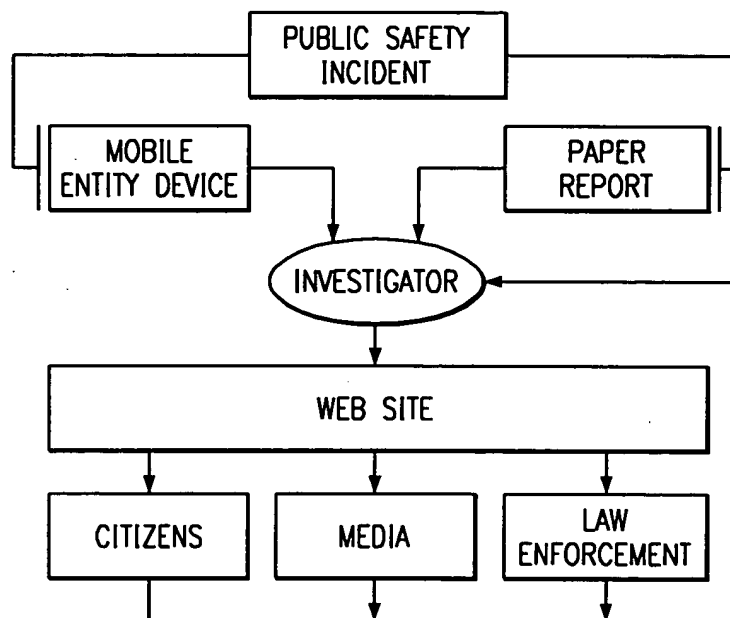 PUBLIC SAFETY
INCIDENT
MOBILE
ENTITY DEVICE
PAPER
REPORT
INVESTIGATOR
WEB SITE
CITIZENS
MEDIA
LAW
ENFORCEMENT